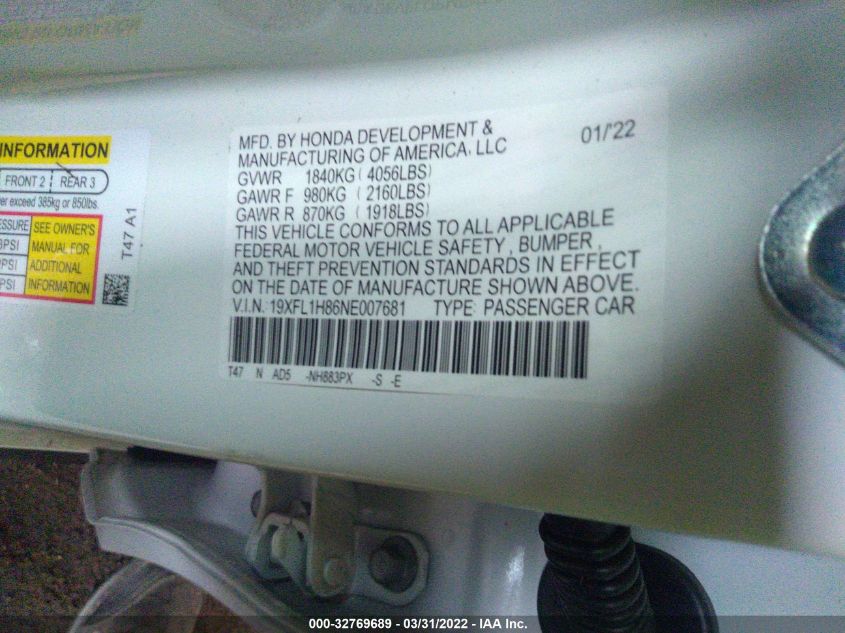 INFORMATION
FRONT 2 REAR 3
er exceed 385kg or 850lbs.
SEE OWNER'S
MANUAL FOR
ADDITIONAL
INFORMATION
T47 A1
MFD. BY HONDA DEVELOPMENT & 01/'22
MANUFACTURING OF AMERICA, LLC
GVWR 1840KG ( 4056LBS)
GAWR F 980KG ( 2160LBS)
GAWR R 870KG ( 1918LBS)
THIS VEHICLE CONFORMS TO ALL APPLICABLE
FEDERAL MOTOR VEHICLE SAFETY, BUMPER,
AND THEFT PREVENTION STANDARDS IN EFFECT
ON THE DATE OF MANUFACTURE SHOWN ABOVE.
V.I.N.: 19XFL1H86NE007681 TYPE: PASSENGER CAR
T47 N AD5 -NH883PX -S -E
000-32769689 - 03/31/2022 - IAA Inc.